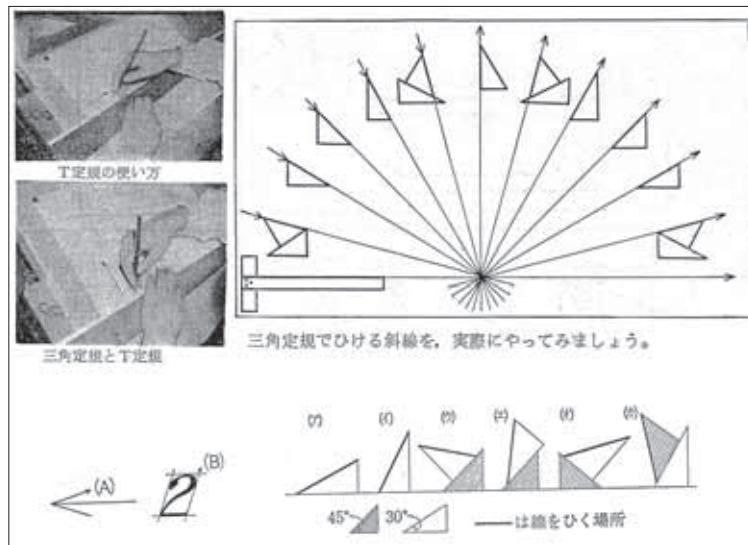 T定規の使い方
三角定規とT定規
三角定規でひける斜線を，実際にやってみましょう。
(A)
(B)
(ア)
(イ)
(ウ)
(エ)
(オ)
(カ)
45°
30°
は線をひく場所